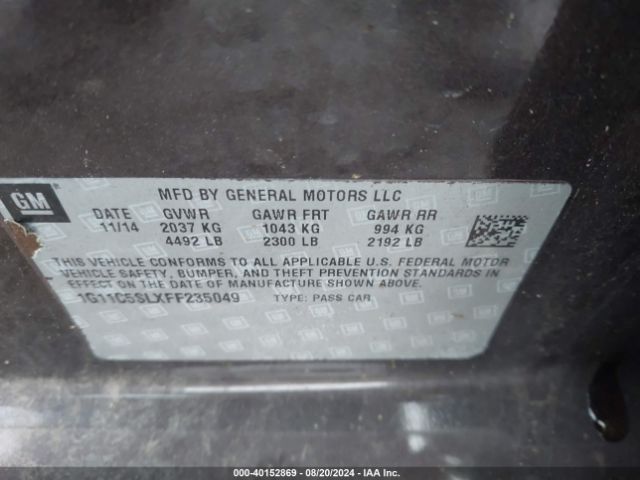 GM
MFD BY GENERAL MOTORS LLC
DATE GVWR GAWR FRT GAWR RR
11/14 2037 KG 1043 KG 994 KG
4492 LB 2300 LB 2192 LB
THIS VEHICLE CONFORMS TO ALL APPLICABLE U.S. FEDERAL MOTOR
VEHICLE SAFETY, BUMPER, AND THEFT PREVENTION STANDARDS IN
EFFECT ON THE DATE OF MANUFACTURE SHOWN ABOVE.
1G11C5SLXFF235049 TYPE: PASS CAR
000-40152869 | 08/20/2024 | IAA Inc.